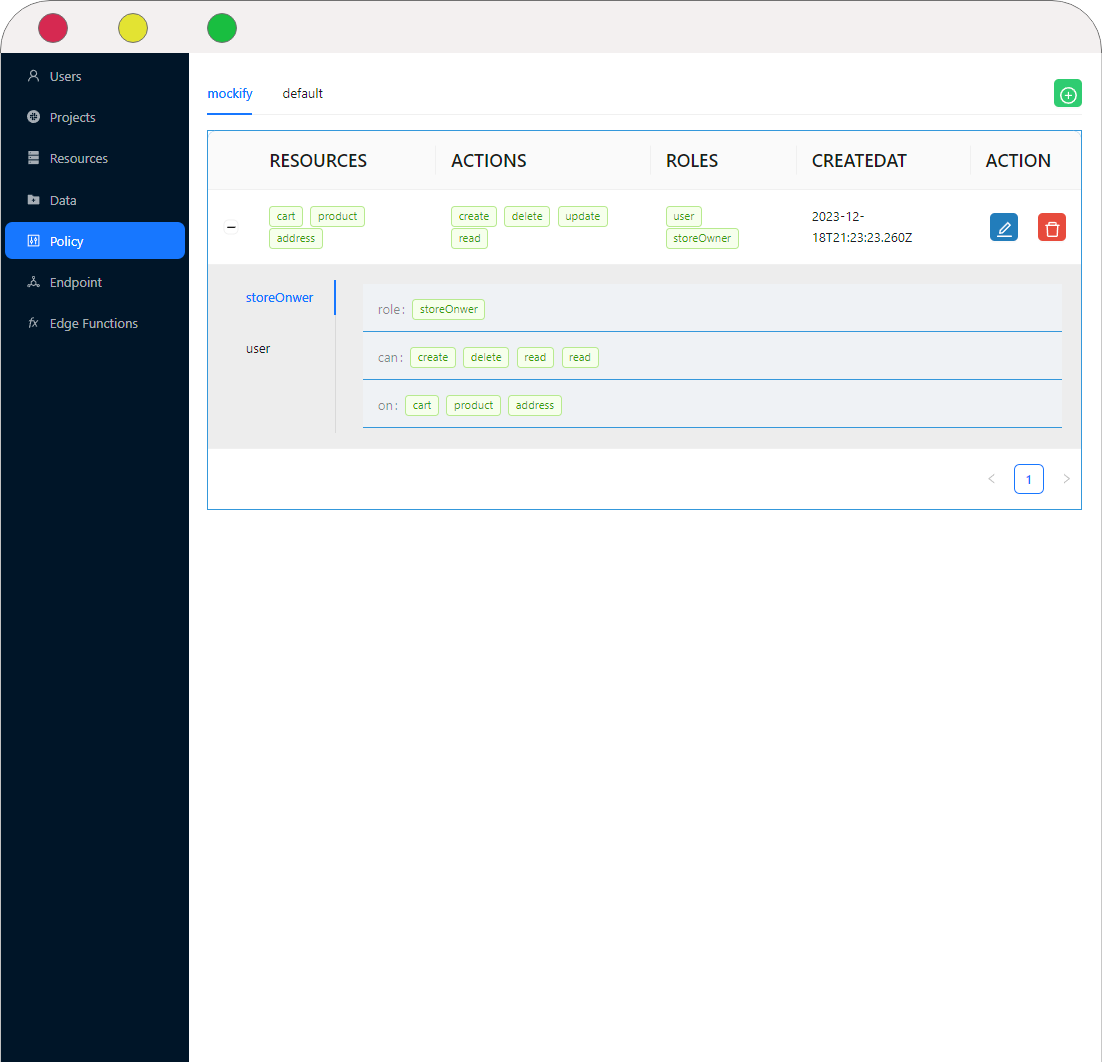 Users
Projects
Resources
Data
Policy
Endpoint
fx Edge Functions
mockify default
RESOURCES ACTIONS ROLES CREATEDAT ACTION
cart product create delete update user 2023-12-
address read storeOwner 18T21:23:23.260Z
storeOnwer
user
role: storeOnwer
can: create delete read read
on: cart product address
< 1 >